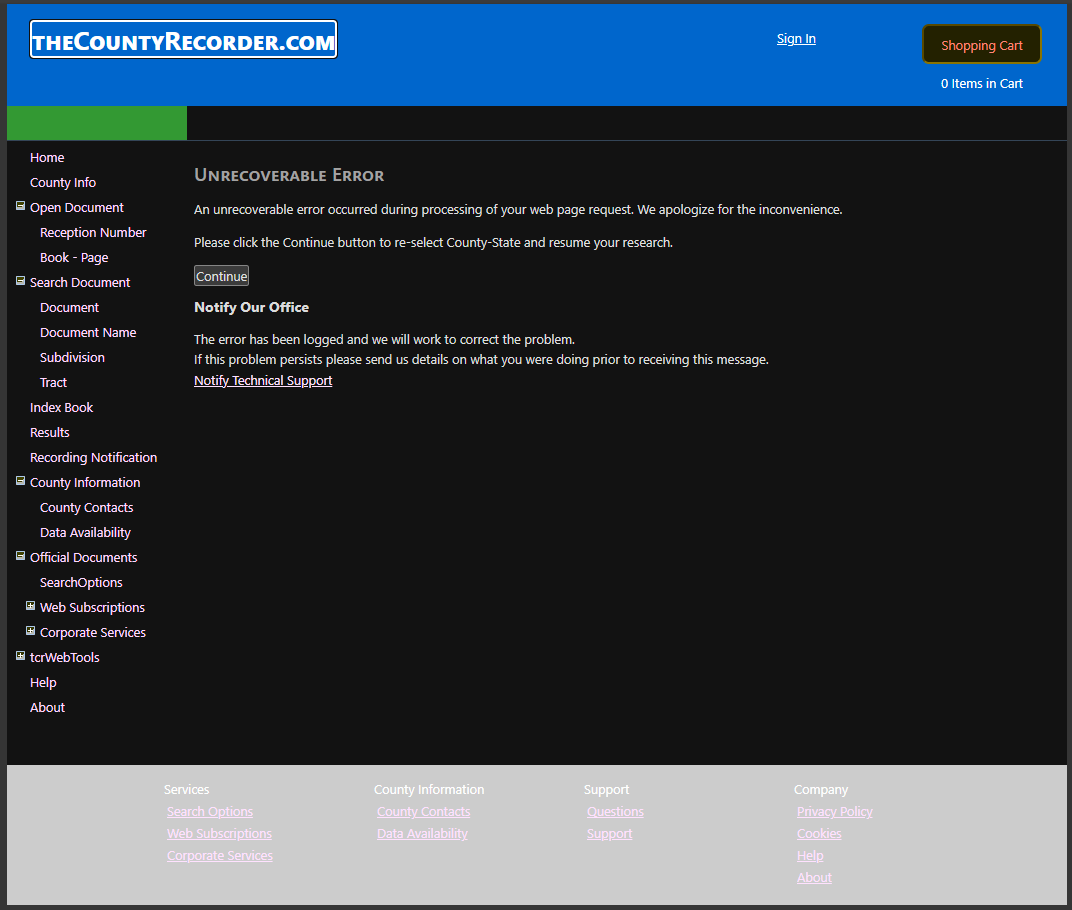 theCountyRecorder.com
Sign In
Shopping Cart
0 Items in Cart
Home
County Info
Open Document
Reception Number
Book - Page
Search Document
Document
Document Name
Subdivision
Tract
Index Book
Results
Recording Notification
County Information
County Contacts
Data Availability
Official Documents
SearchOptions
Web Subscriptions
Corporate Services
tcrWebTools
Help
About
Unrecoverable Error
An unrecoverable error occurred during processing of your web page request. We apologize for the inconvenience.
Please click the Continue button to re-select County-State and resume your research.
Continue
Notify Our Office
The error has been logged and we will work to correct the problem.
If this problem persists please send us details on what you were doing prior to receiving this message.
Notify Technical Support
Services
Search Options
Web Subscriptions
Corporate Services
County Information
County Contacts
Data Availability
Support
Questions
Support
Company
Privacy Policy
Cookies
Help
About